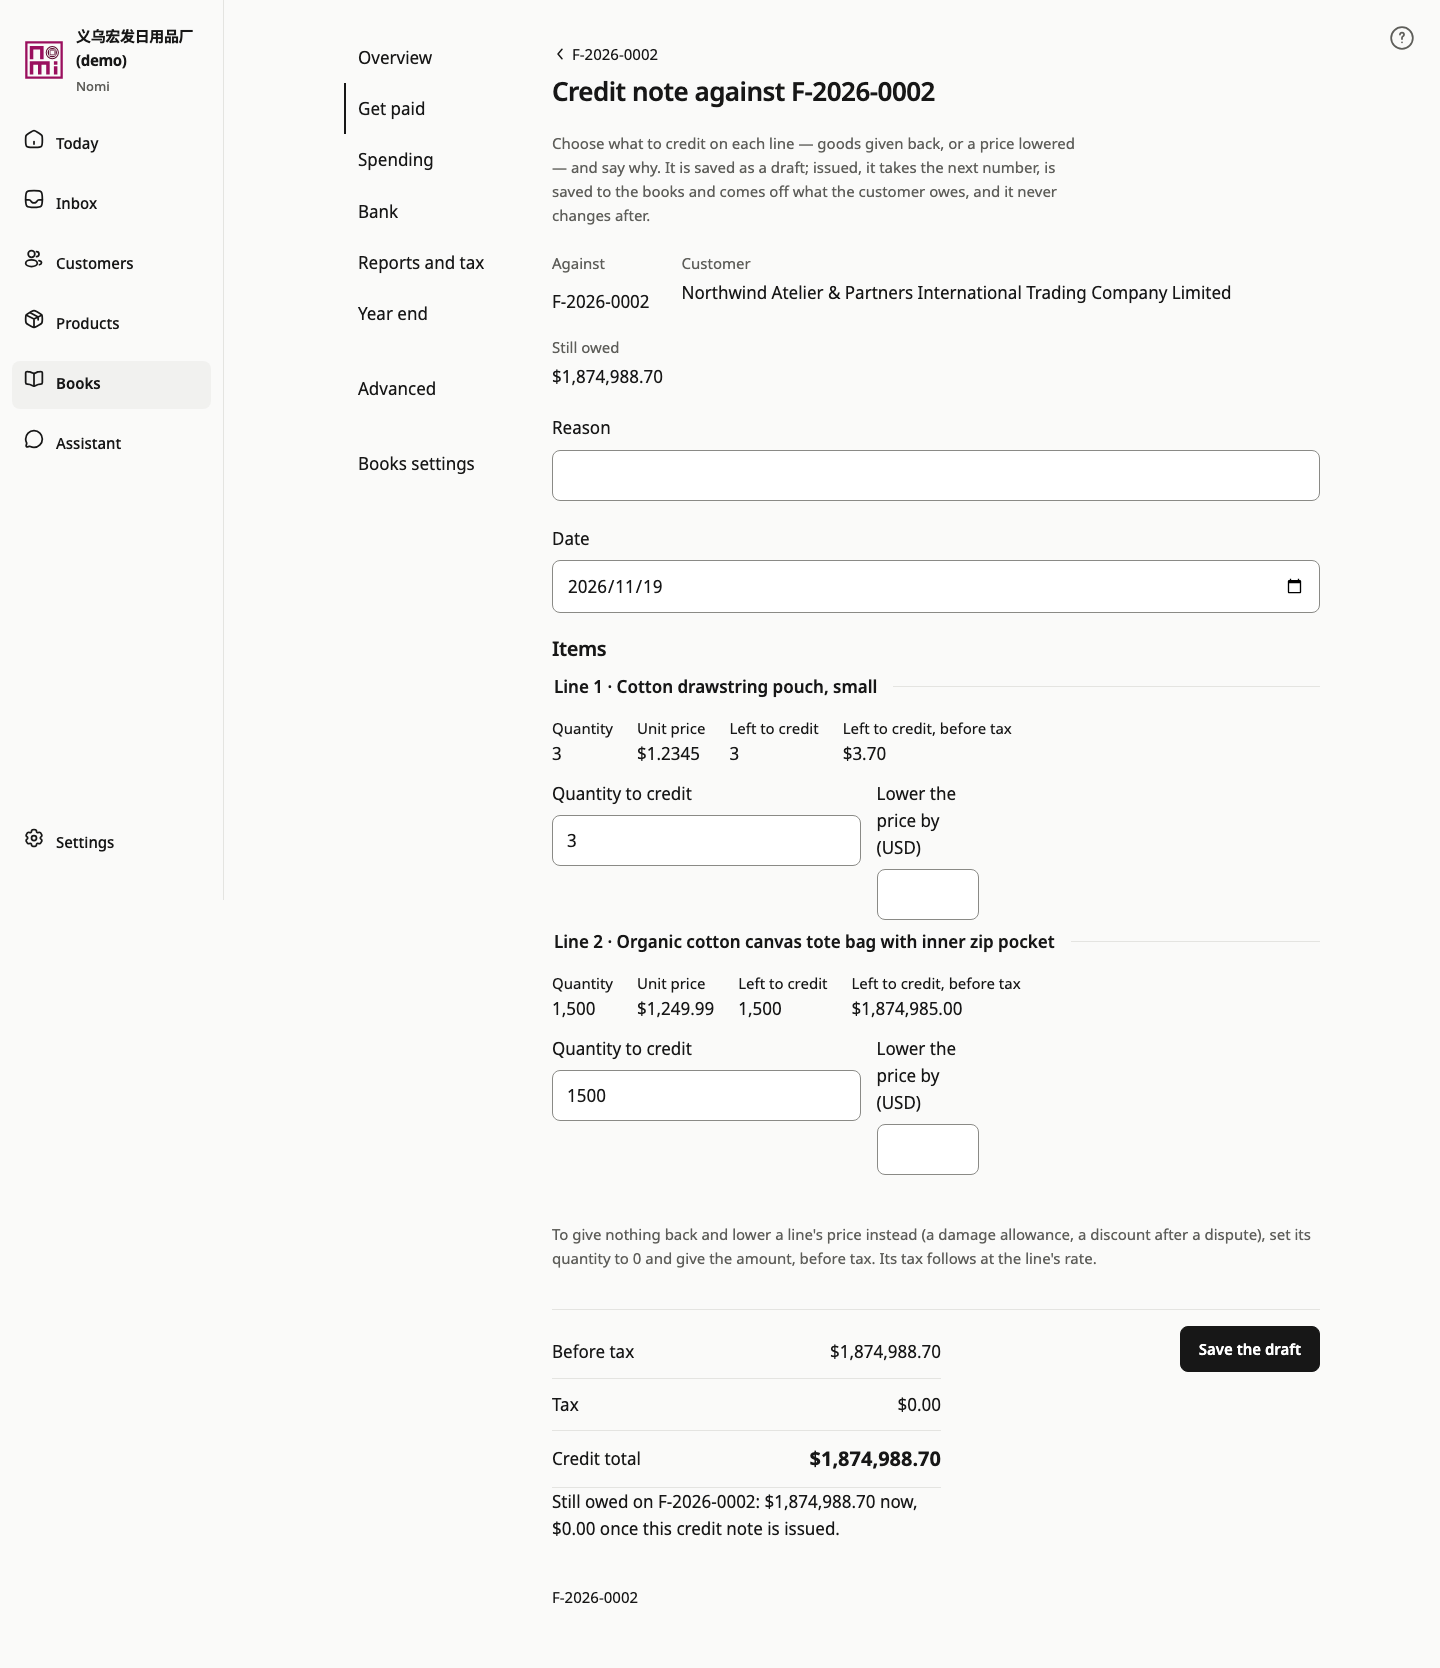 义乌宏发日用品厂
(demo)
Nomi
Today
Inbox
Customers
Products
Books
Assistant
Settings
Overview
Get paid
Spending
Bank
Reports and tax
Year end
Advanced
Books settings
F-2026-0002
Credit note against F-2026-0002
Choose what to credit on each line — goods given back, or a price lowered
— and say why. It is saved as a draft; issued, it takes the next number, is
saved to the books and comes off what the customer owes, and it never
changes after.
Against
F-2026-0002
Customer
Northwind Atelier & Partners International Trading Company Limited
Still owed
$1,874,988.70
Reason
Date
2026/11/19
Items
Line 1 · Cotton drawstring pouch, small
Quantity Unit price Left to credit Left to credit, before tax
3 $1.2345 3 $3.70
Quantity to credit
3
Lower the
price by
(USD)
Line 2 · Organic cotton canvas tote bag with inner zip pocket
Quantity Unit price Left to credit Left to credit, before tax
1,500 $1,249.99 1,500 $1,874,985.00
Quantity to credit
1500
Lower the
price by
(USD)
To give nothing back and lower a line's price instead (a damage allowance, a discount after a dispute), set its
quantity to 0 and give the amount, before tax. Its tax follows at the line's rate.
Before tax $1,874,988.70
Save the draft
Tax $0.00
Credit total $1,874,988.70
Still owed on F-2026-0002: $1,874,988.70 now,
$0.00 once this credit note is issued.
F-2026-0002